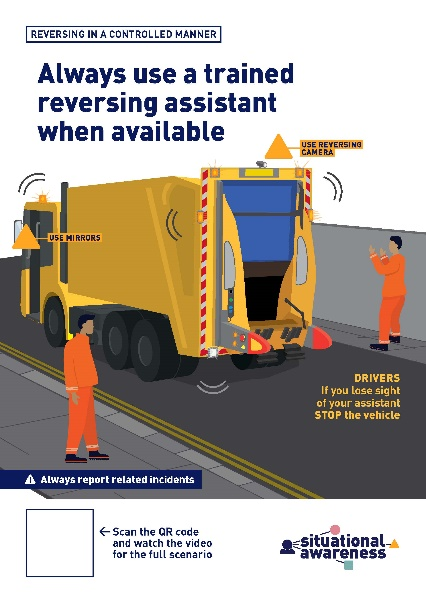 REVERSING IN A CONTROLLED MANNER
Always use a trained
reversing assistant
when available
USE REVERSING
CAMERA
USE MIRRORS
DRIVERS
If you lose sight
of your assistant
STOP the vehicle
Always report related incidents
Scan the QR code
and watch the video
for the full scenario
situational
awareness